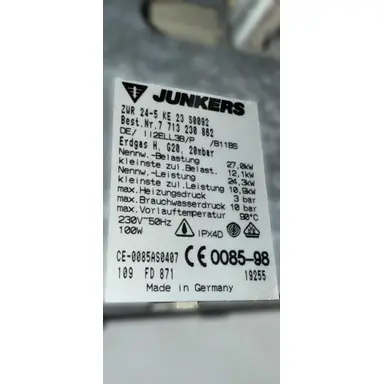 JUNKERS
ZWR 24-5 KE 23 S0092
Best.Nr.7 713 230 862
DE/ II2ELL3B/P /B11BS
Erdgas H, G20, 20mbar
Nennw.-Belastung 27,0kW
kleinste zul.Belast. 12,1kW
Nennw.-Leistung 24,3kW
kleinste zul.Leistung 10,9kW
max.Heizungsdruck 3 bar
max.Brauchwasserdruck 10 bar
max.Vorlauftemperatur 90°C
230V~50Hz
100W IPX4D
CE-0085AS0407 CE 0085-98
109 FD 871 19255
Made in Germany